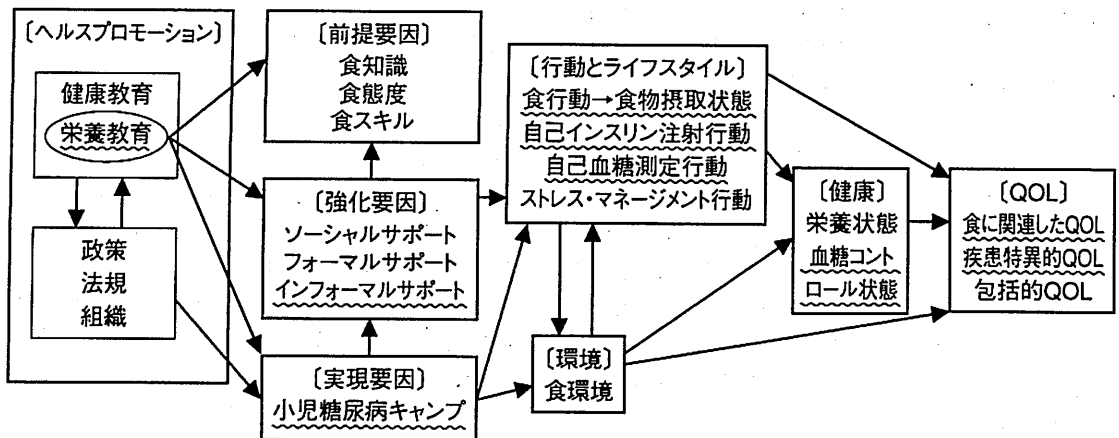 〔ヘルスプロモーション〕
健康教育
栄養教育
政策
法規
組織
〔前提要因〕
食知識
食態度
食スキル
〔強化要因〕
ソーシャルサポート
フォーマルサポート
インフォーマルサポート
〔実現要因〕
小児糖尿病キャンプ
〔行動とライフスタイル〕
食行動→食物摂取状態
自己インスリン注射行動
自己血糖測定行動
ストレス・マネージメント行動
〔環境〕
食環境
〔健康〕
栄養状態
血糖コント
ロール状態
〔QOL〕
食に関連したQOL
疾患特異的QOL
包括的QOL